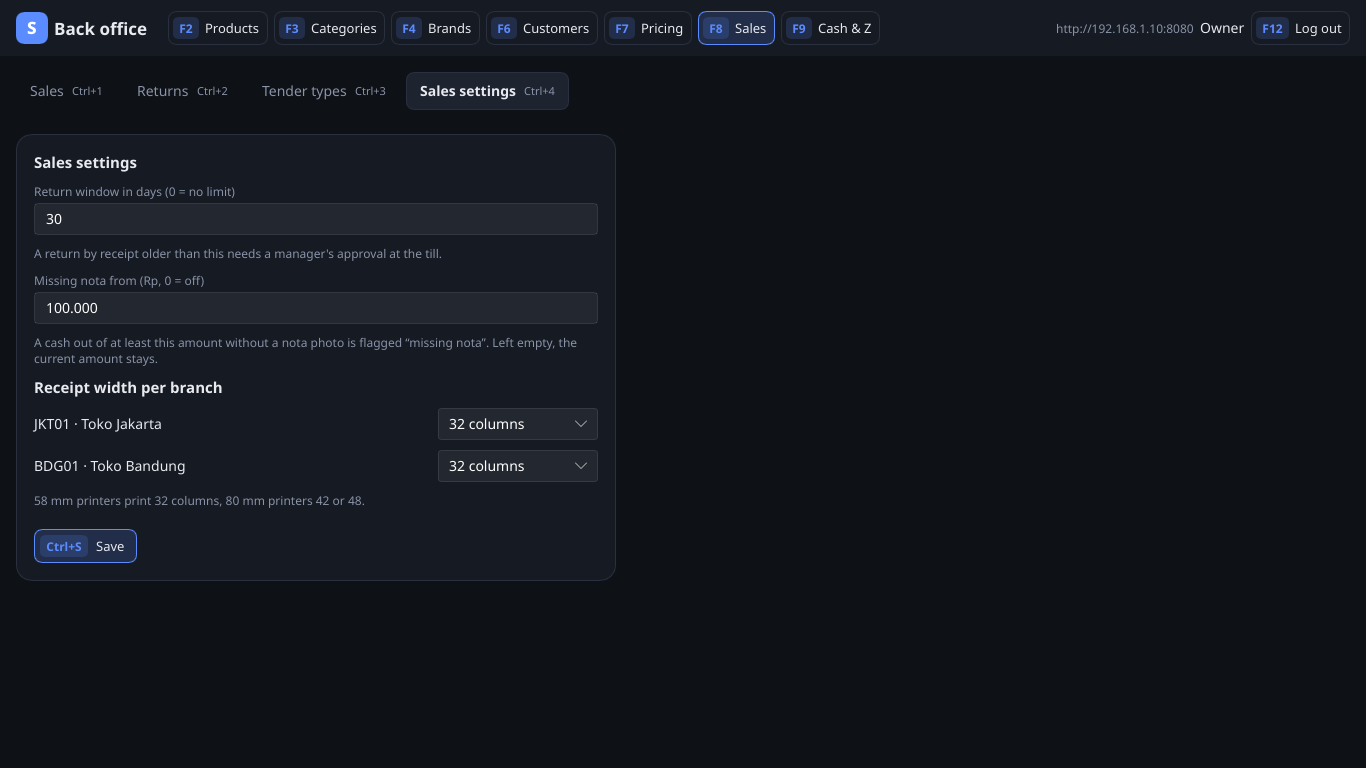 S Back office F2 Products F3 Categories F4 Brands F6 Customers F7 Pricing F8 Sales F9 Cash & Z http://192.168.1.10:8080 Owner F12 Log out
Sales Ctrl+1 Returns Ctrl+2 Tender types Ctrl+3 Sales settings Ctrl+4
Sales settings
Return window in days (0 = no limit)
30
A return by receipt older than this needs a manager's approval at the till.
Missing nota from (Rp, 0 = off)
100.000
A cash out of at least this amount without a nota photo is flagged “missing nota”. Left empty, the
current amount stays.
Receipt width per branch
JKT01 · Toko Jakarta 32 columns
BDG01 · Toko Bandung 32 columns
58 mm printers print 32 columns, 80 mm printers 42 or 48.
Ctrl+S Save